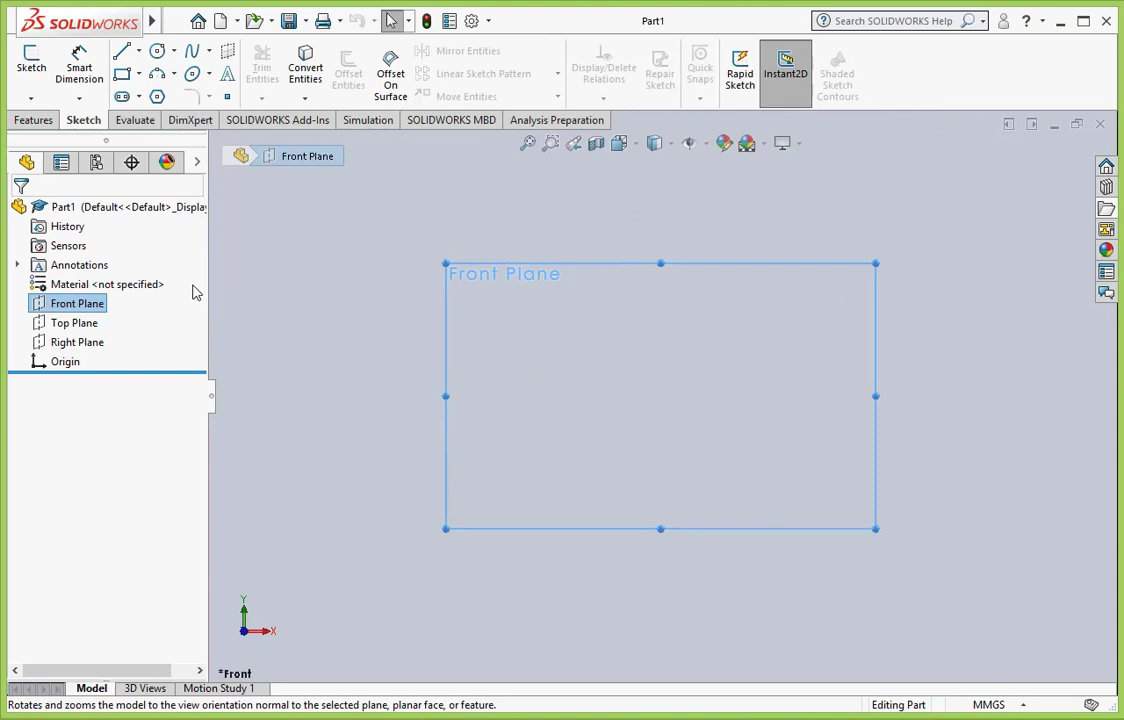 SOLIDWORKS
Part1
Search SOLIDWORKS Help
Sketch
Smart Dimension
Trim Entities
Convert Entities
Offset Entities
Offset On Surface
Mirror Entities
Linear Sketch Pattern
Move Entities
Display/Delete Relations
Repair Sketch
Quick Snaps
Rapid Sketch
Instant2D
Shaded Sketch Contours
Features
Sketch
Evaluate
DimXpert
SOLIDWORKS Add-Ins
Simulation
SOLIDWORKS MBD
Analysis Preparation
Front Plane
Part1 (Default<<Default>_Display
History
Sensors
Annotations
Material <not specified>
Front Plane
Top Plane
Right Plane
Origin
Front Plane
Y
X
*Front
Model
3D Views
Motion Study 1
Rotates and zooms the model to the view orientation normal to the selected plane, planar face, or feature.
Editing Part
MMGS